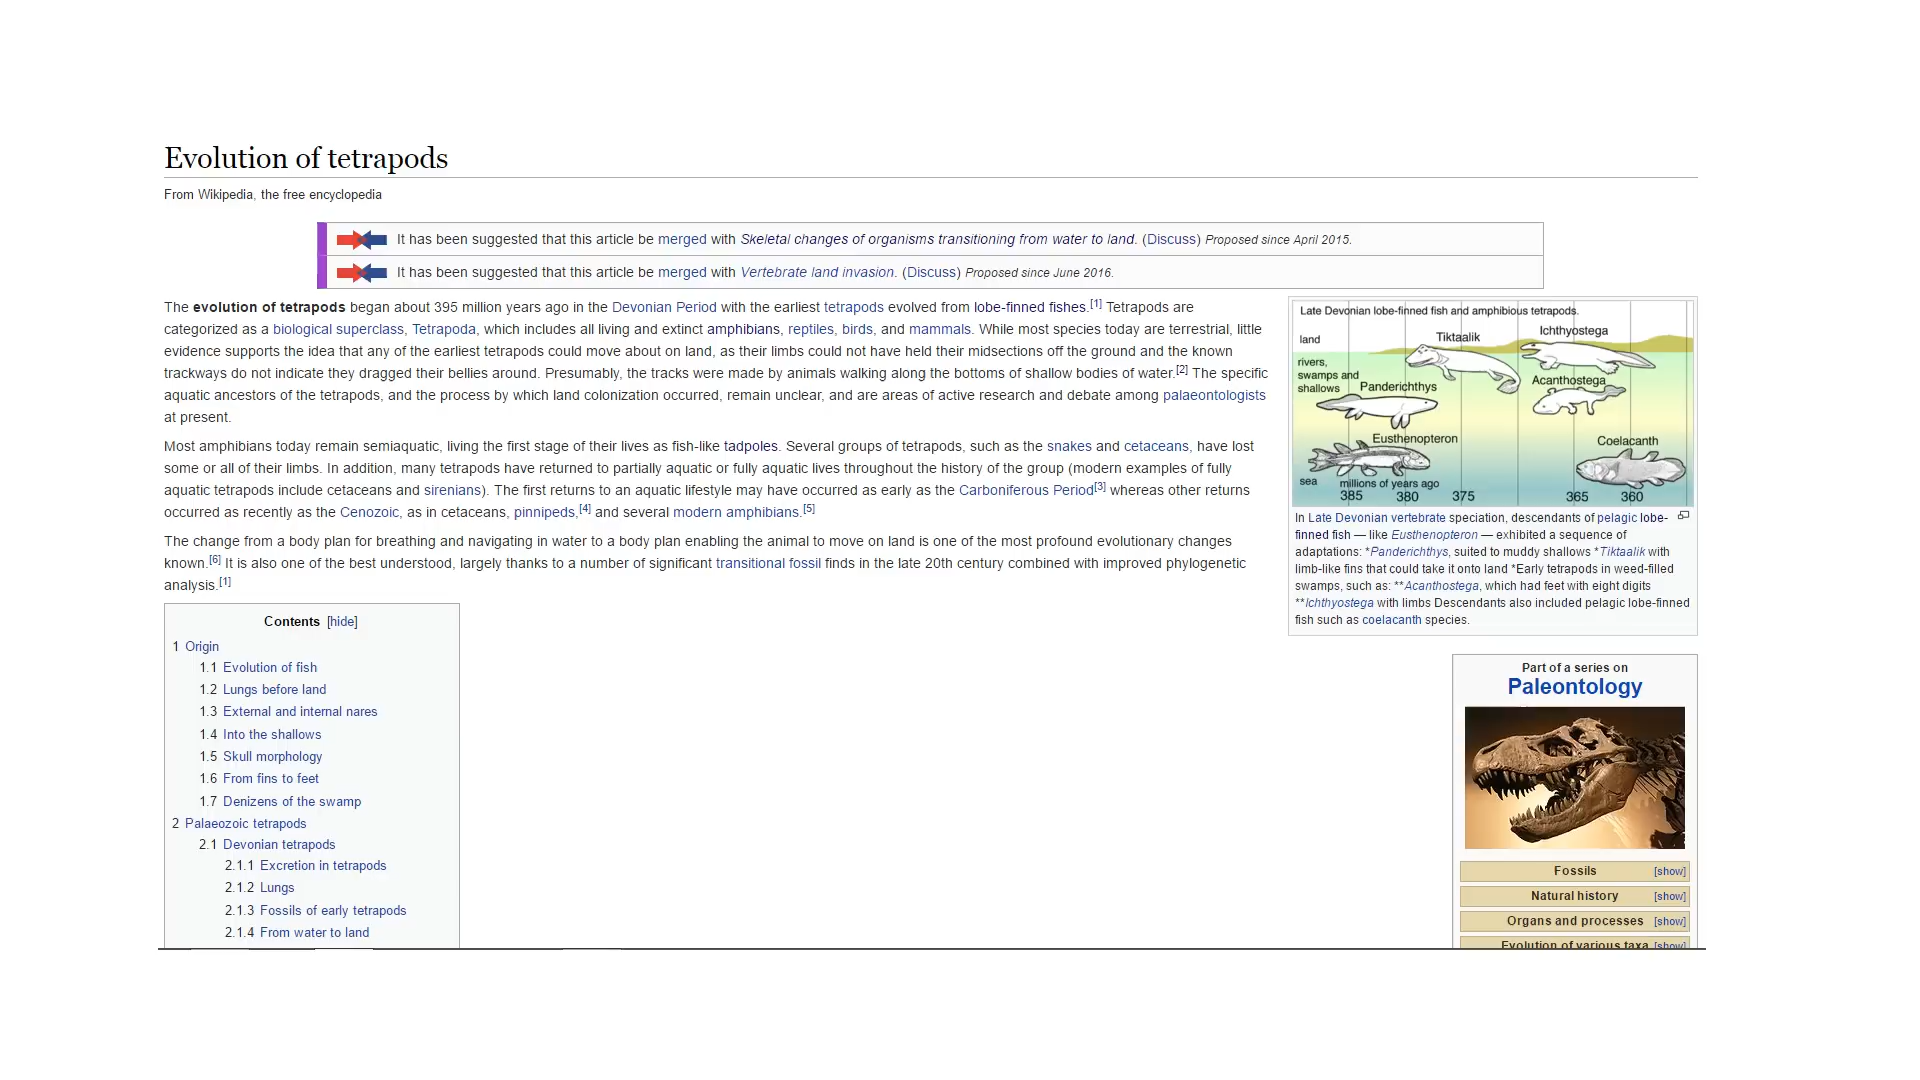 Evolution of tetrapods
From Wikipedia, the free encyclopedia
It has been suggested that this article be merged with Skeletal changes of organisms transitioning from water to land. (Discuss) Proposed since April 2015.
It has been suggested that this article be merged with Vertebrate land invasion. (Discuss) Proposed since June 2016.
The evolution of tetrapods began about 395 million years ago in the Devonian Period with the earliest tetrapods evolved from lobe-finned fishes.[1] Tetrapods are
categorized as a biological superclass, Tetrapoda, which includes all living and extinct amphibians, reptiles, birds, and mammals. While most species today are terrestrial, little
evidence supports the idea that any of the earliest tetrapods could move about on land, as their limbs could not have held their midsections off the ground and the known
trackways do not indicate they dragged their bellies around. Presumably, the tracks were made by animals walking along the bottoms of shallow bodies of water.[2] The specific
aquatic ancestors of the tetrapods, and the process by which land colonization occurred, remain unclear, and are areas of active research and debate among palaeontologists
at present.
Most amphibians today remain semiaquatic, living the first stage of their lives as fish-like tadpoles. Several groups of tetrapods, such as the snakes and cetaceans, have lost
some or all of their limbs. In addition, many tetrapods have returned to partially aquatic or fully aquatic lives throughout the history of the group (modern examples of fully
aquatic tetrapods include cetaceans and sirenians). The first returns to an aquatic lifestyle may have occurred as early as the Carboniferous Period[3] whereas other returns
occurred as recently as the Cenozoic, as in cetaceans, pinnipeds,[4] and several modern amphibians.[5]
The change from a body plan for breathing and navigating in water to a body plan enabling the animal to move on land is one of the most profound evolutionary changes
known.[6] It is also one of the best understood, largely thanks to a number of significant transitional fossil finds in the late 20th century combined with improved phylogenetic
analysis.[1]
Contents [hide]
1 Origin
1.1 Evolution of fish
1.2 Lungs before land
1.3 External and internal nares
1.4 Into the shallows
1.5 Skull morphology
1.6 From fins to feet
1.7 Denizens of the swamp
2 Palaeozoic tetrapods
2.1 Devonian tetrapods
2.1.1 Excretion in tetrapods
2.1.2 Lungs
2.1.3 Fossils of early tetrapods
2.1.4 From water to land
Late Devonian lobe-finned fish and amphibious tetrapods.
land
Tiktaalik
Ichthyostega
rivers,
swamps and
shallows
Panderichthys
Acanthostega
Eusthenopteron
Coelacanth
sea
millions of years ago
385 380 375 365 360
In Late Devonian vertebrate speciation, descendants of pelagic lobe-
finned fish — like Eusthenopteron — exhibited a sequence of
adaptations: *Panderichthys, suited to muddy shallows *Tiktaalik with
limb-like fins that could take it onto land *Early tetrapods in weed-filled
swamps, such as: **Acanthostega, which had feet with eight digits
**Ichthyostega with limbs Descendants also included pelagic lobe-finned
fish such as coelacanth species.
Part of a series on
Paleontology
Fossils [show]
Natural history [show]
Organs and processes [show]
Evolution of various taxa [show]